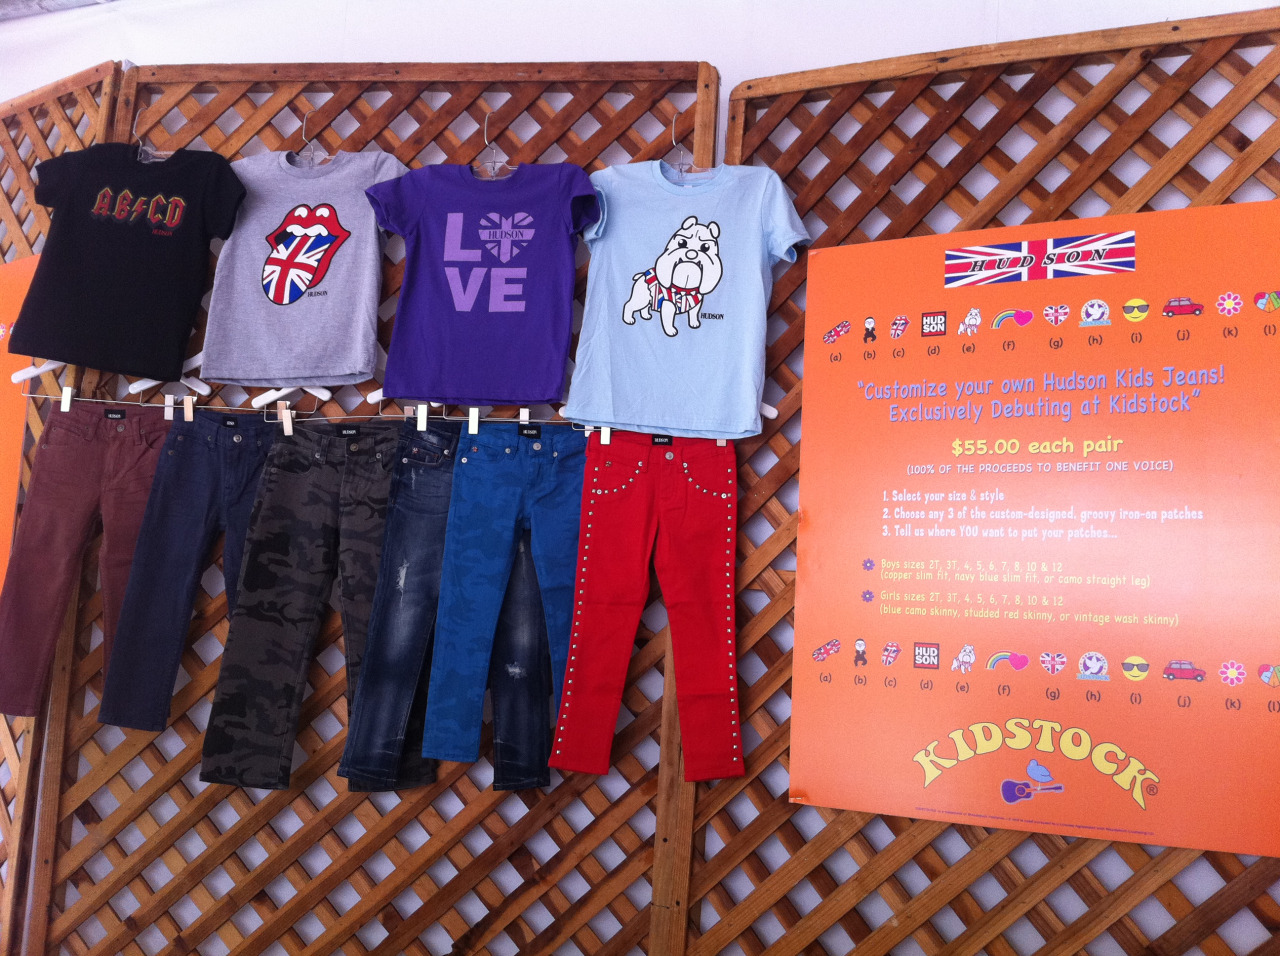 AB CD
HUDSON
HUDSON
L HUDSON
VE
HUDSON
HUDSON
HUDSON
HUDSON
HUDSON
HUDSON
HUD
SON
(a) (b) (c) (d) (e) (f) (g) (h) (i) (j) (k) (l)
"Customize your own Hudson Kids Jeans!
Exclusively Debuting at Kidstock"
$55.00 each pair
(100% OF THE PROCEEDS TO BENEFIT ONE VOICE)
1. Select your size & style
2. Choose any 3 of the custom-designed, groovy iron-on patches
3. Tell us where YOU want to put your patches...
Boys sizes 2T, 3T, 4, 5, 6, 7, 8, 10 & 12
(copper slim fit, navy blue slim fit, or camo straight leg)
Girls sizes 2T, 3T, 4, 5, 6, 7, 8, 10 & 12
(blue camo skinny, studded red skinny, or vintage wash skinny)
HUD
SON
(a) (b) (c) (d) (e) (f) (g) (h) (i) (j) (k) (l)
KIDSTOCK®